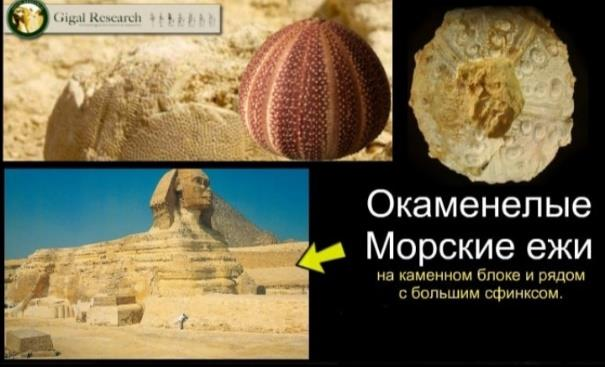 Gigal Research
Окаменелые
Морские ежи
на каменном блоке и рядом
с большим сфинксом.